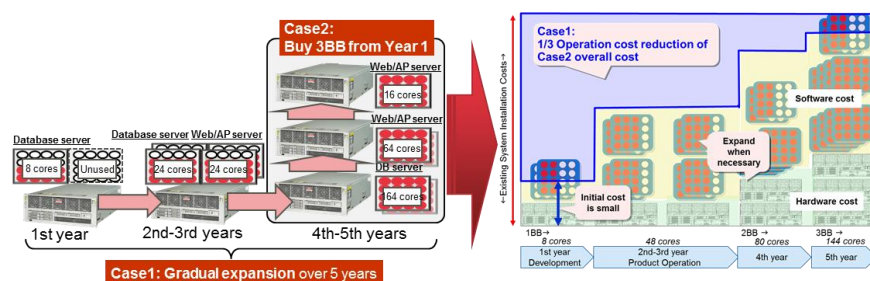 Case2:
Buy 3BB from Year 1
Web/AP server
16 cores
Web/AP server
64 cores
DB server
164 cores
Database server
8 cores
Unused
Database server
Web/AP server
24 cores
24 cores
1st year
2nd-3rd years
4th-5th years
Case1: Gradual expansion over 5 years
←Existing System Installation Costs→
Case1:
1/3 Operation cost reduction of
Case2 overall cost
Software cost
Expand
when
necessary
Initial cost
is small
Hardware cost
1BB→
2BB→
3BB→
8 cores
48 cores
80 cores
144 cores
1st year
Development
2nd-3rd year
Product Operation
4th year
5th year